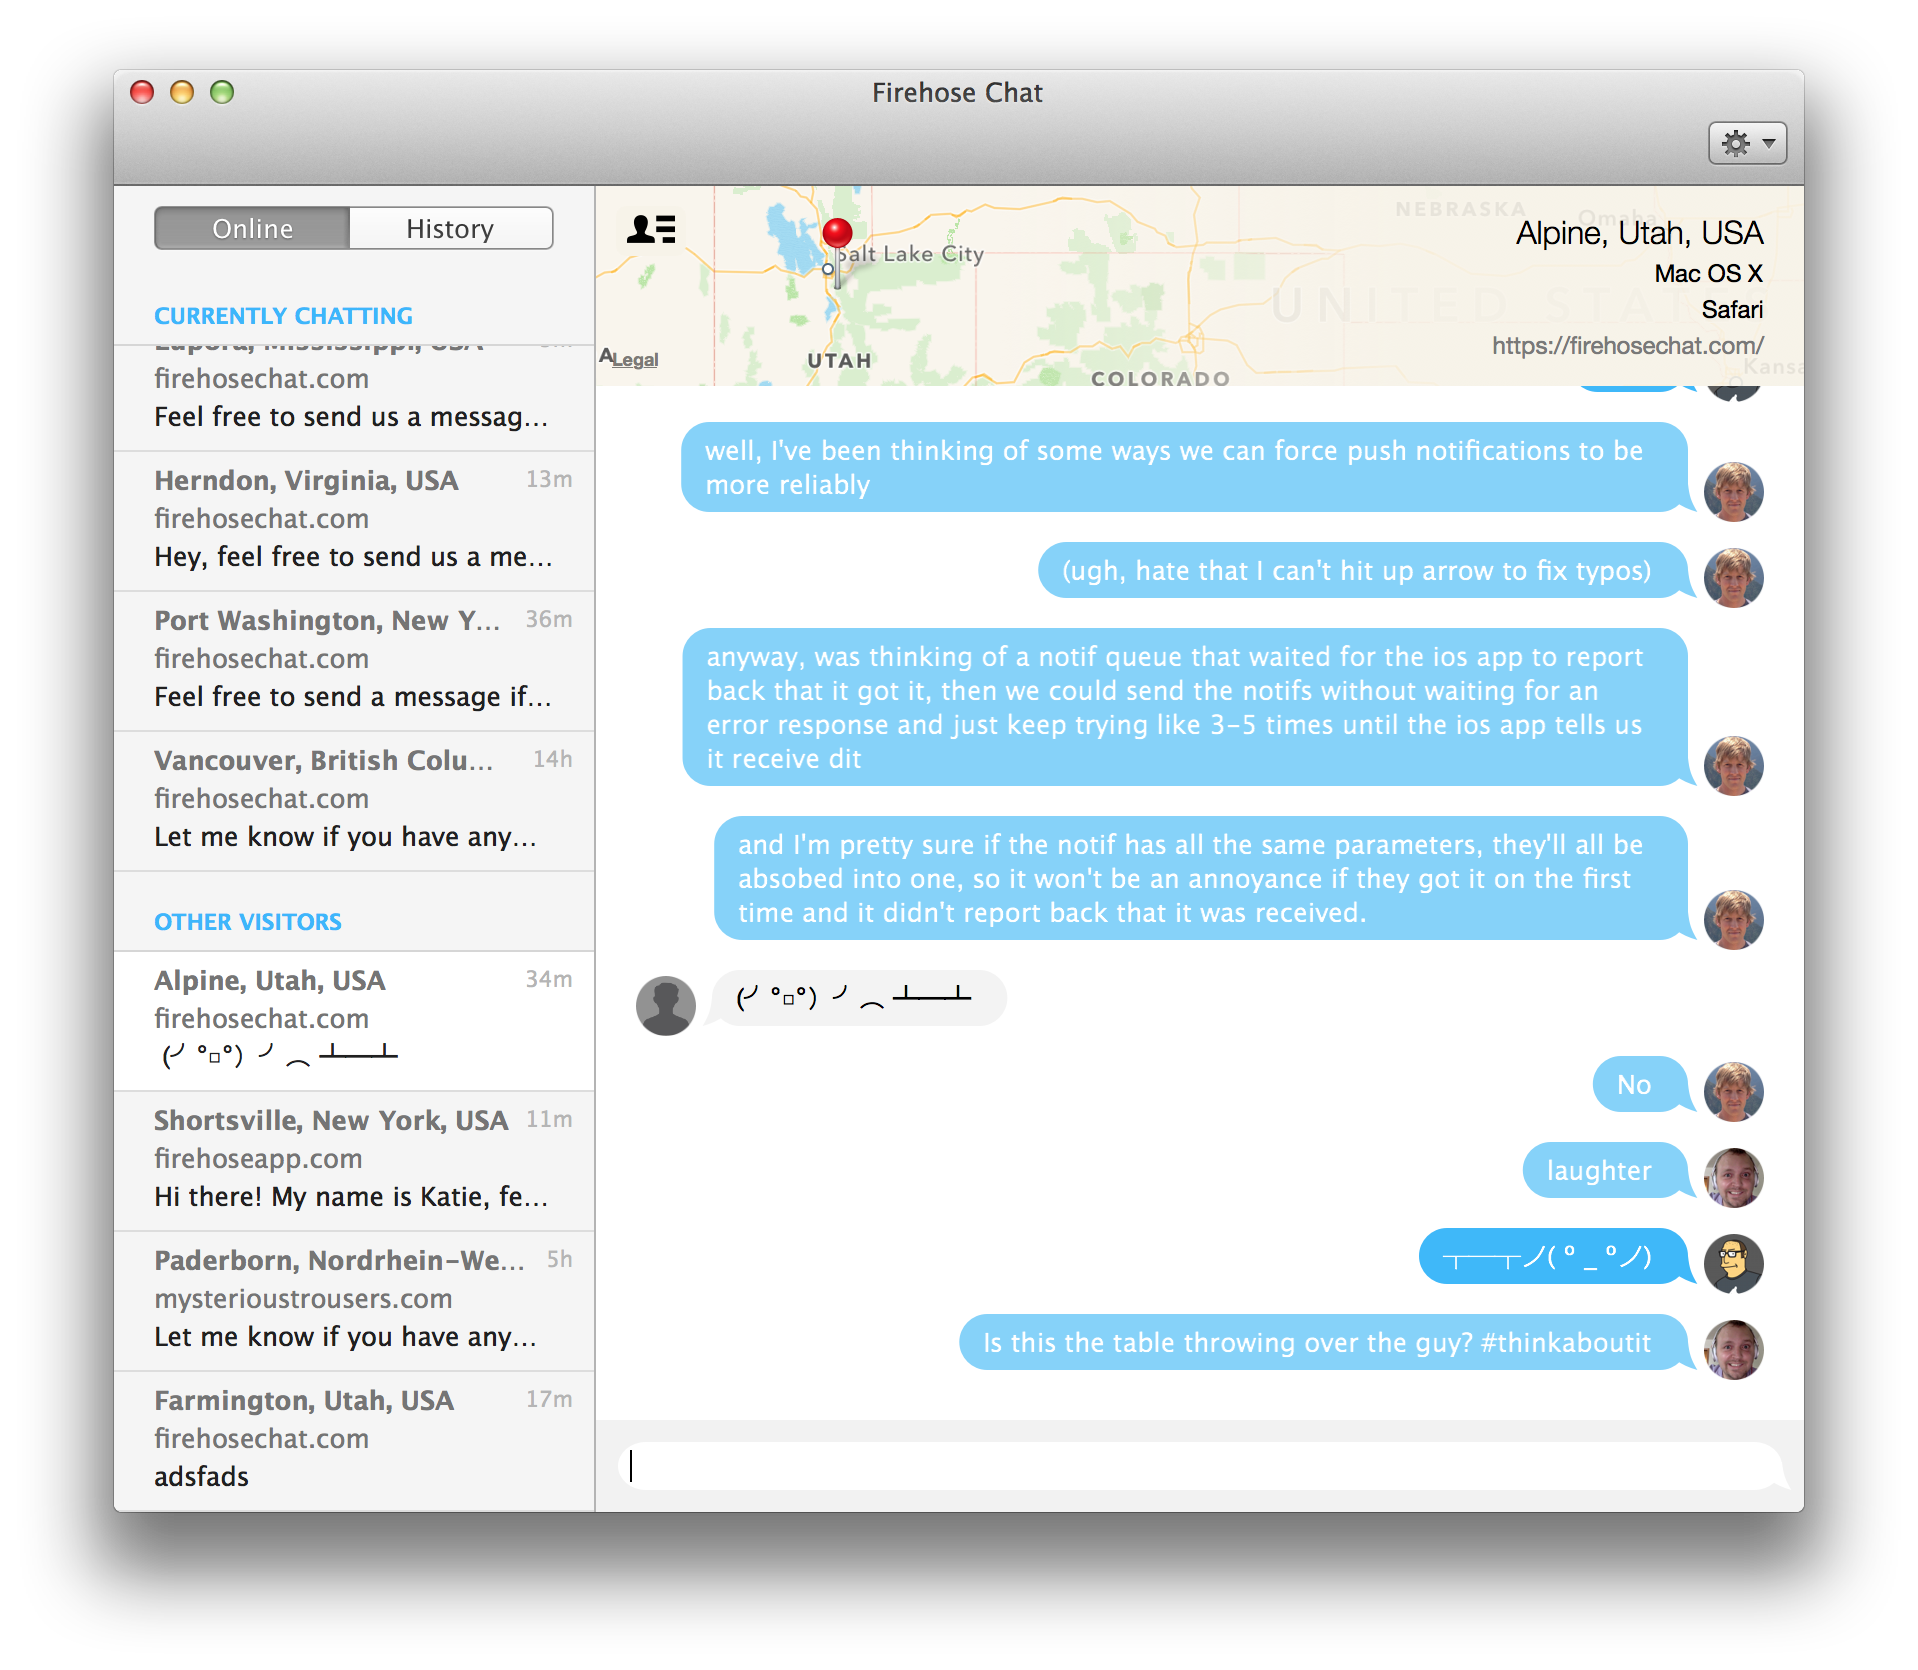 Firehose Chat
Online
History
CURRENTLY CHATTING
Eupora, Mississippi, USA
firehosechat.com
Feel free to send us a messag...
Herndon, Virginia, USA 13m
firehosechat.com
Hey, feel free to send us a me...
Port Washington, New Y... 36m
firehosechat.com
Feel free to send a message if...
Vancouver, British Colu... 14h
firehosechat.com
Let me know if you have any...
OTHER VISITORS
Alpine, Utah, USA 34m
firehosechat.com
(╯°□°)╯︵ ┻━┻
Shortsville, New York, USA 11m
firehoseapp.com
Hi there! My name is Katie, fe...
Paderborn, Nordrhein-We... 5h
mysterioustrousers.com
Let me know if you have any...
Farmington, Utah, USA 17m
firehosechat.com
adsfads
NEBRASKA
Omaha
Salt Lake City
UNITED STA
UTAH
COLORADO
Kansa
Legal
Alpine, Utah, USA
Mac OS X
Safari
https://firehosechat.com/
well, I've been thinking of some ways we can force push notifications to be
more reliably
(ugh, hate that I can't hit up arrow to fix typos)
anyway, was thinking of a notif queue that waited for the ios app to report
back that it got it, then we could send the notifs without waiting for an
error response and just keep trying like 3-5 times until the ios app tells us
it receive dit
and I'm pretty sure if the notif has all the same parameters, they'll all be
absobed into one, so it won't be an annoyance if they got it on the first
time and it didn't report back that it was received.
(╯°□°)╯︵ ┻━┻
No
laughter
┬──┬ノ( º _ ºノ)
Is this the table throwing over the guy? #thinkaboutit